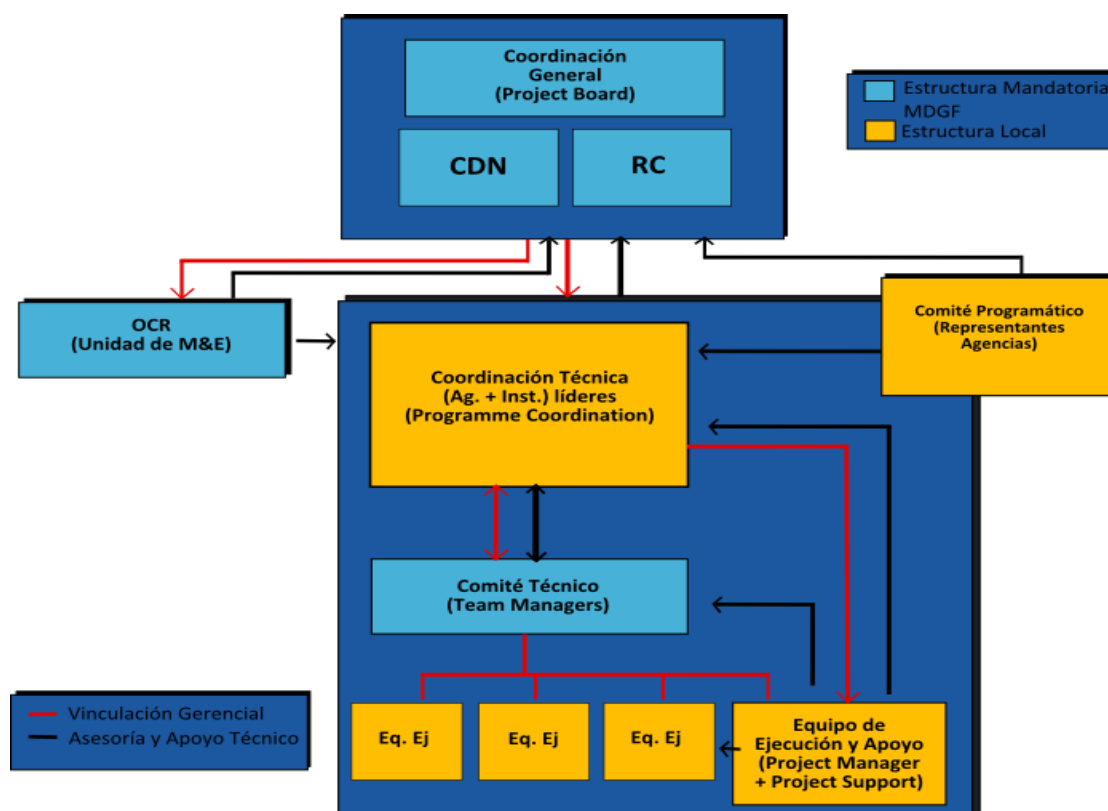 Coordinación
General
(Project Board)
CDN
RC
Estructura Mandatoria
MDGF
Estructura Local
OCR
(Unidad de M&E)
Comité Programático
(Representantes
Agencias)
Coordinación Técnica
(Ag. + Inst.) líderes
(Programme Coordination)
Comité Técnico
(Team Managers)
Vinculación Gerencial
Asesoría y Apoyo Técnico
Eq. Ej
Eq. Ej
Eq. Ej
Equipo de
Ejecución y Apoyo
(Project Manager
+ Project Support)